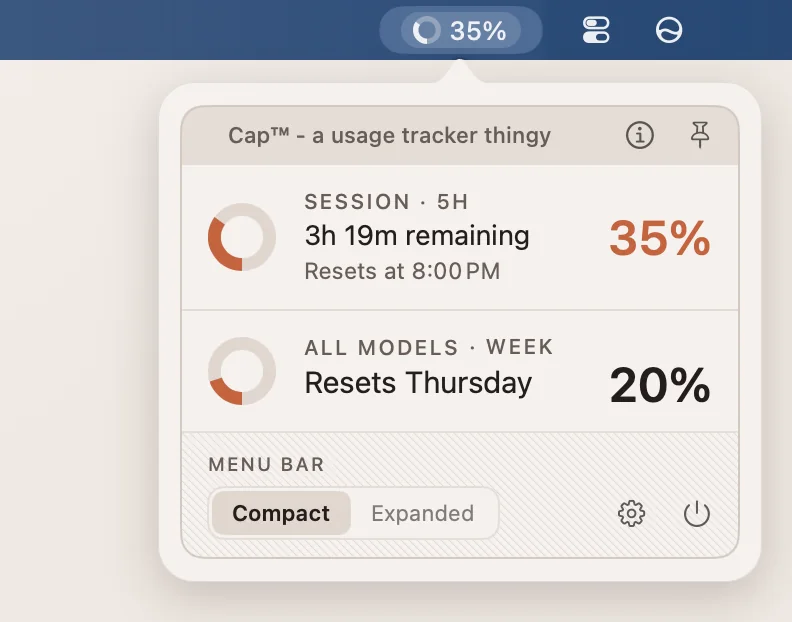 35%
Cap™ - a usage tracker thingy
SESSION · 5H
3h 19m remaining
Resets at 8:00 PM
35%
ALL MODELS · WEEK
Resets Thursday
20%
MENU BAR
Compact
Expanded